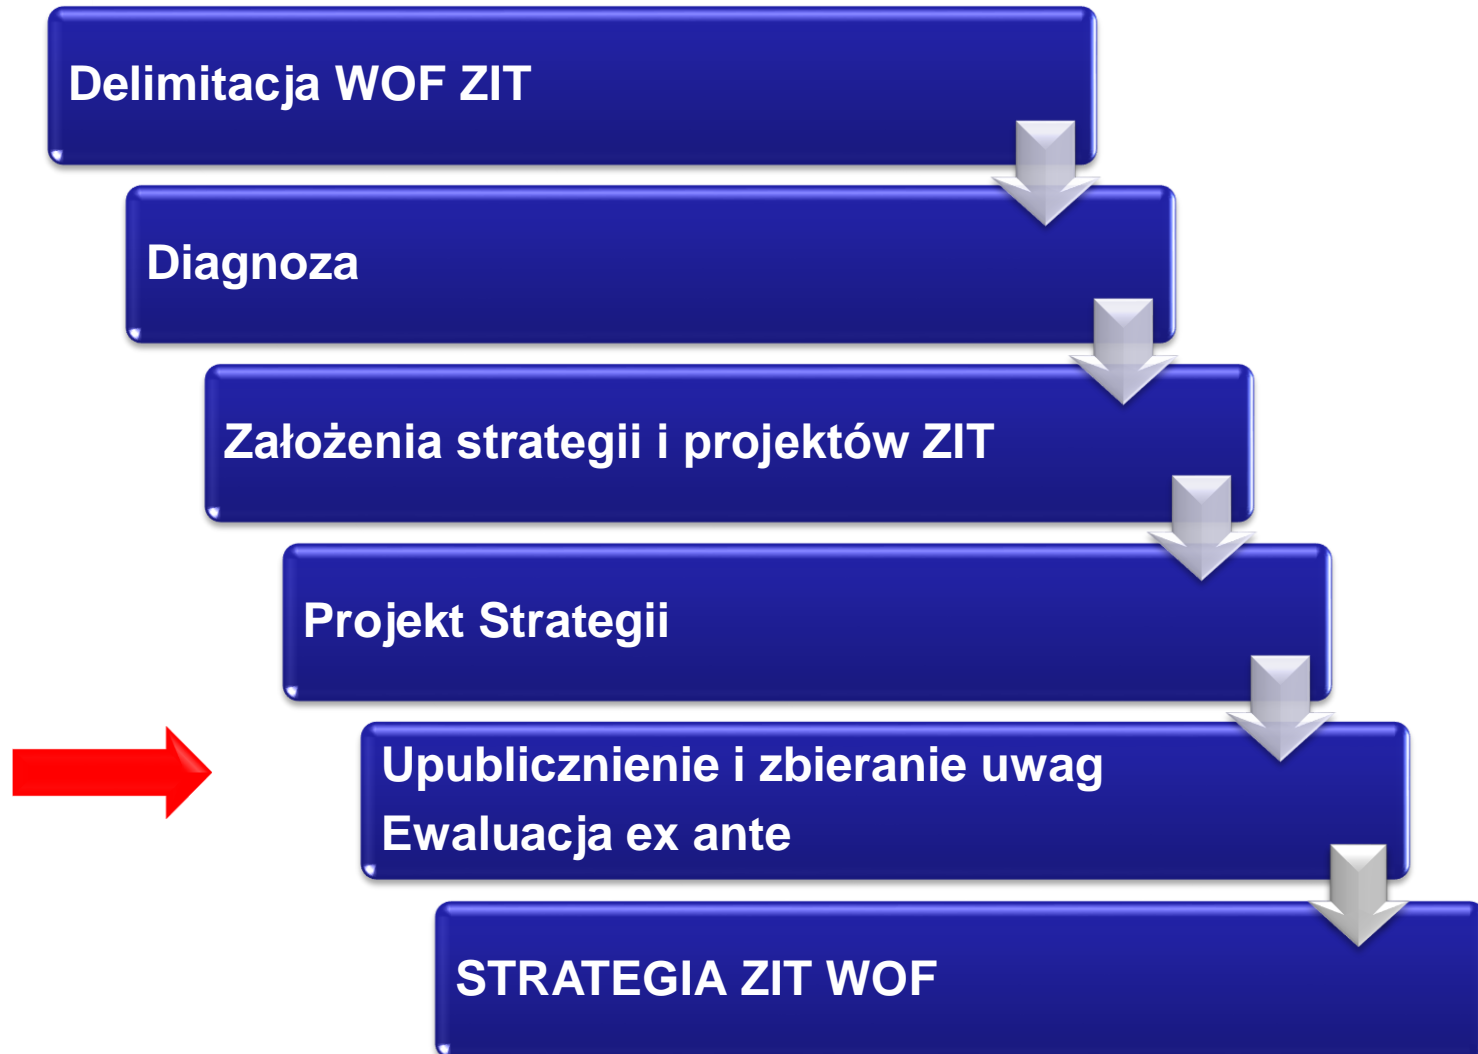 Delimitacja WOF ZIT
Diagnoza
Założenia strategii i projektów ZIT
Projekt Strategii
Upublicznienie i zbieranie uwag
Ewaluacja ex ante
STRATEGIA ZIT WOF